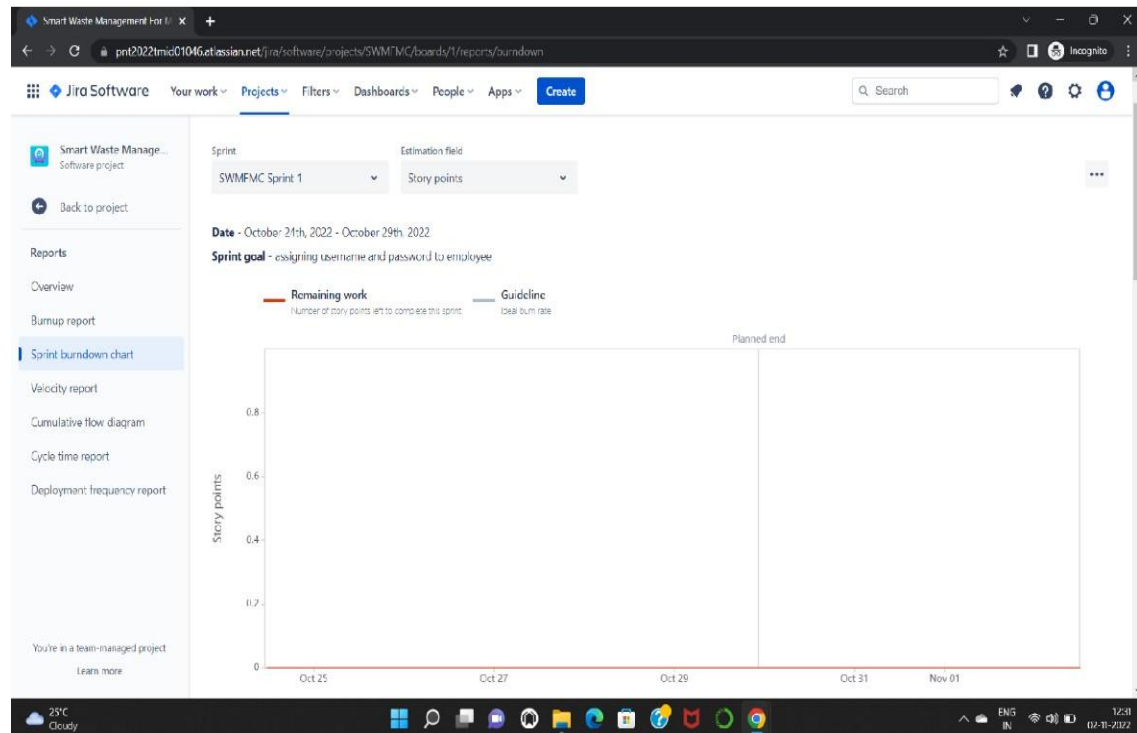 Smart Waste Management For M
pnt2022tmid01046.atlassian.net/jira/software/projects/SWMFMC/boards/1/reports/burndown
Incognito
Jira Software Your work Projects Filters Dashboards People Apps Create Search
Smart Waste Manage...
Software project
Back to project
Reports
Overview
Burnup report
Sprint burndown chart
Velocity report
Cumulative flow diagram
Cycle time report
Deployment frequency report
You're in a team-managed project
Learn more
Sprint Estimation field
SWMFMC Sprint 1 Story points
Date - October 24th, 2022 - October 29th, 2022
Sprint goal - assigning username and password to employee
Remaining work Guideline
Number of story points left to complete this sprint Ideal burn rate
Planned end
0.8
0.6
0.4
0.2
0
Story points
Oct 25 Oct 27 Oct 29 Oct 31 Nov 01
25°C
Cloudy
ENG
IN
12:31
02-11-2022